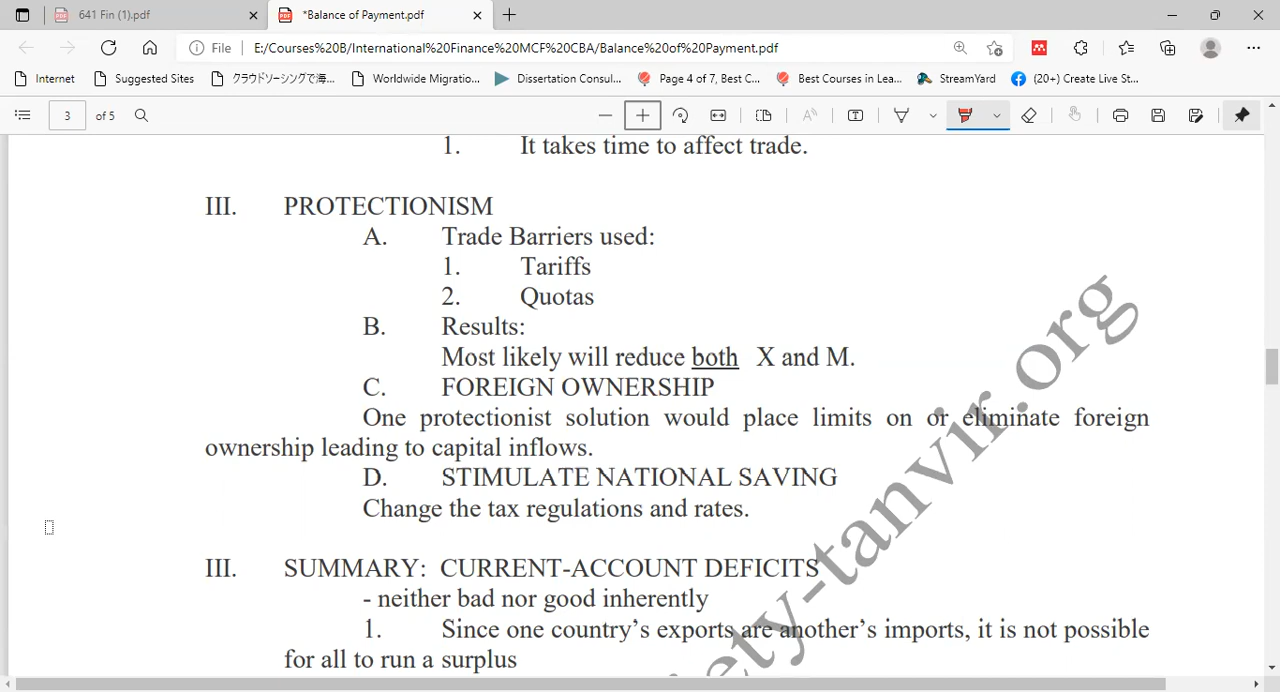 641 Fin (1).pdf
*Balance of Payment.pdf
File
E:/Courses%20B/International%20Finance%20MCF%20CBA/Balance%20of%20Payment.pdf
Internet
Suggested Sites
クラウドソーシングで海...
Worldwide Migratio...
Dissertation Consul...
Page 4 of 7, Best C...
Best Courses in Lea...
StreamYard
(20+) Create Live St...
3 of 5
1. It takes time to affect trade.
III. PROTECTIONISM
A. Trade Barriers used:
1. Tariffs
2. Quotas
B. Results:
Most likely will reduce both X and M.
C. FOREIGN OWNERSHIP
One protectionist solution would place limits on or eliminate foreign
ownership leading to capital inflows.
D. STIMULATE NATIONAL SAVING
Change the tax regulations and rates.
III. SUMMARY: CURRENT-ACCOUNT DEFICITS
- neither bad nor good inherently
1. Since one country's exports are another's imports, it is not possible
for all to run a surplus
ety-tanvir.org